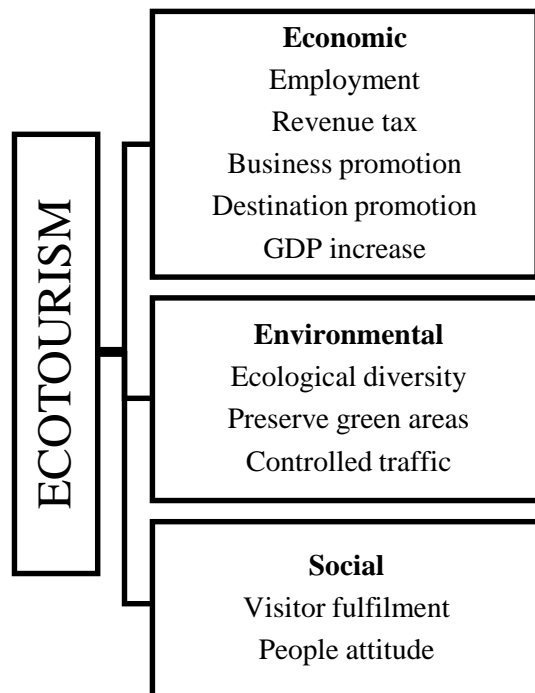 ECOTOURISM
Economic
Employment
Revenue tax
Business promotion
Destination promotion
GDP increase
Environmental
Ecological diversity
Preserve green areas
Controlled traffic
Social
Visitor fulfilment
People attitude